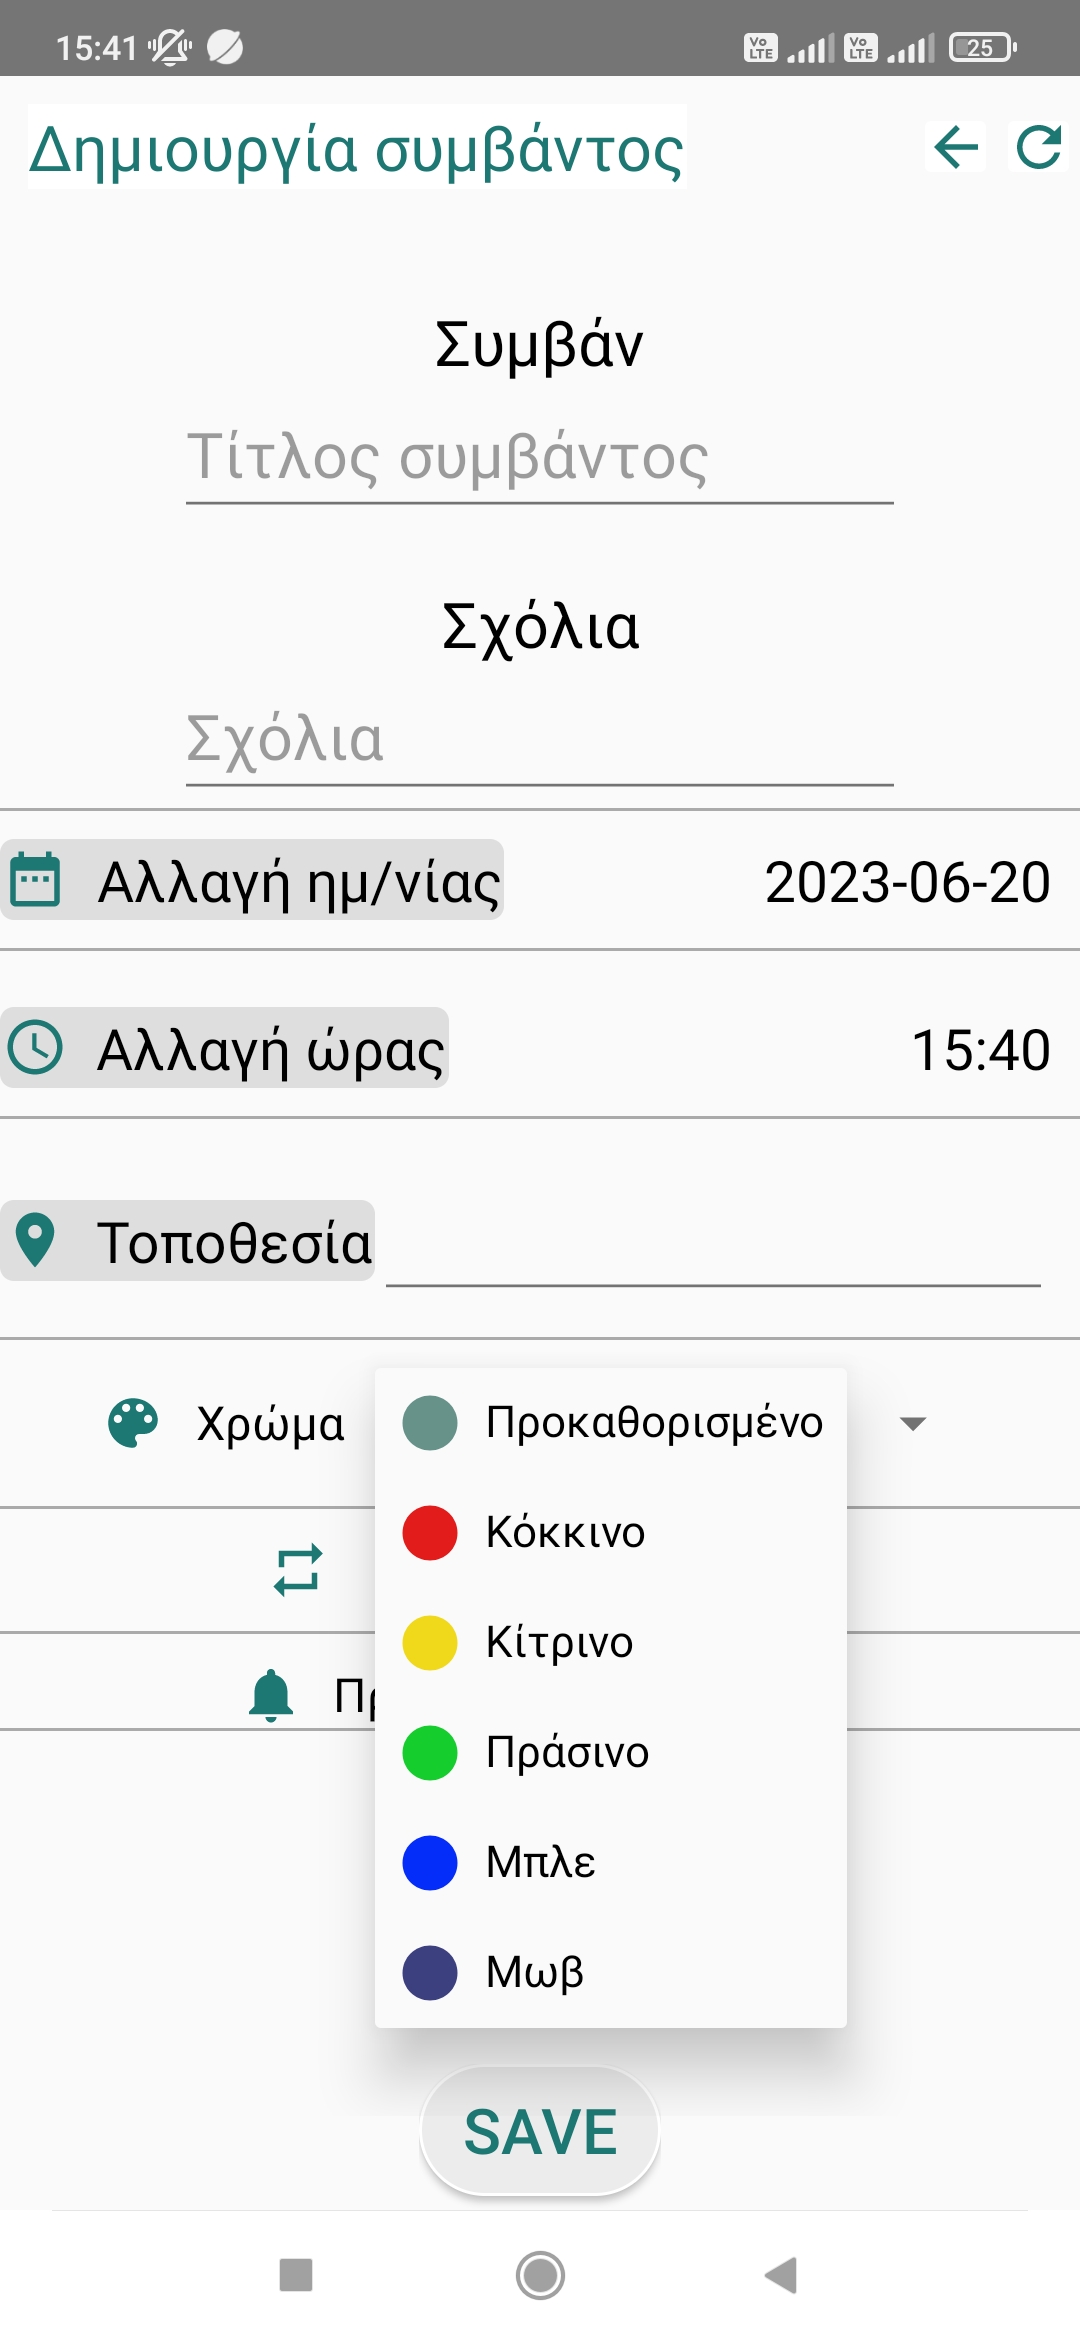 15:41 Vo LTE Vo LTE 25
Δημιουργία συμβάντος
Συμβάν
Τίτλος συμβάντος
Σχόλια
Σχόλια
Αλλαγή ημ/νίας 2023-06-20
Αλλαγή ώρας 15:40
Τοποθεσία
Χρώμα Προκαθορισμένο
Κόκκινο
Κίτρινο
Πράσινο
Μπλε
Μωβ
SAVE